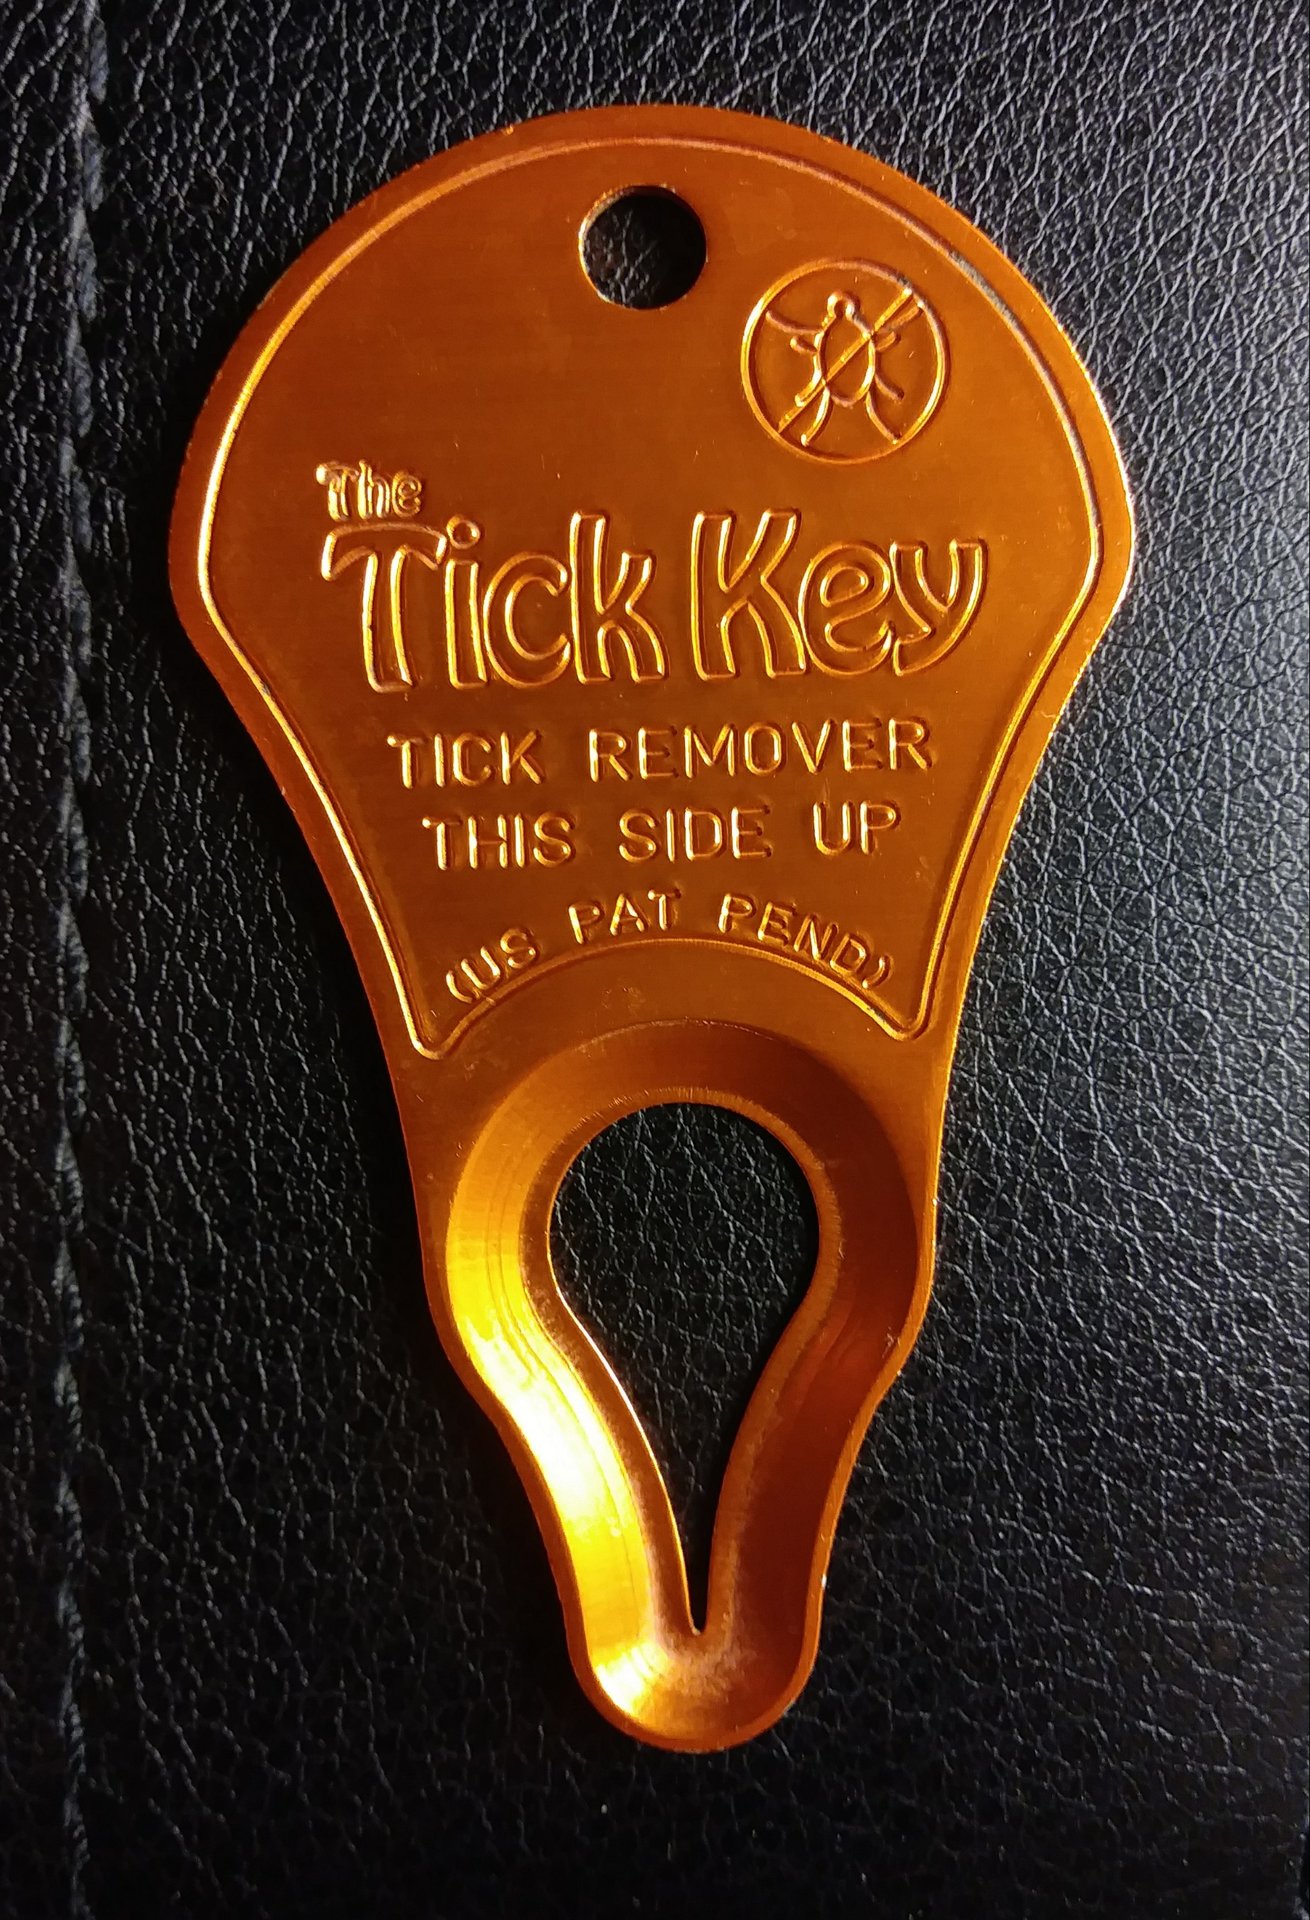 The
Tick Key
TICK REMOVER
THIS SIDE UP
(US PAT PEND)